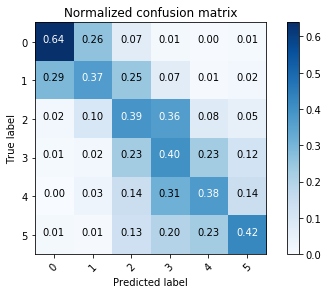 Normalized confusion matrix
0 0.64 0.26 0.07 0.01 0.00 0.01
1 0.29 0.37 0.25 0.07 0.01 0.02
2 0.02 0.10 0.39 0.36 0.08 0.05
3 0.01 0.02 0.23 0.40 0.23 0.12
4 0.00 0.03 0.14 0.31 0.38 0.14
5 0.01 0.01 0.13 0.20 0.23 0.42
0 1 2 3 4 5
True label
Predicted label
0.6
0.5
0.4
0.3
0.2
0.1
0.0